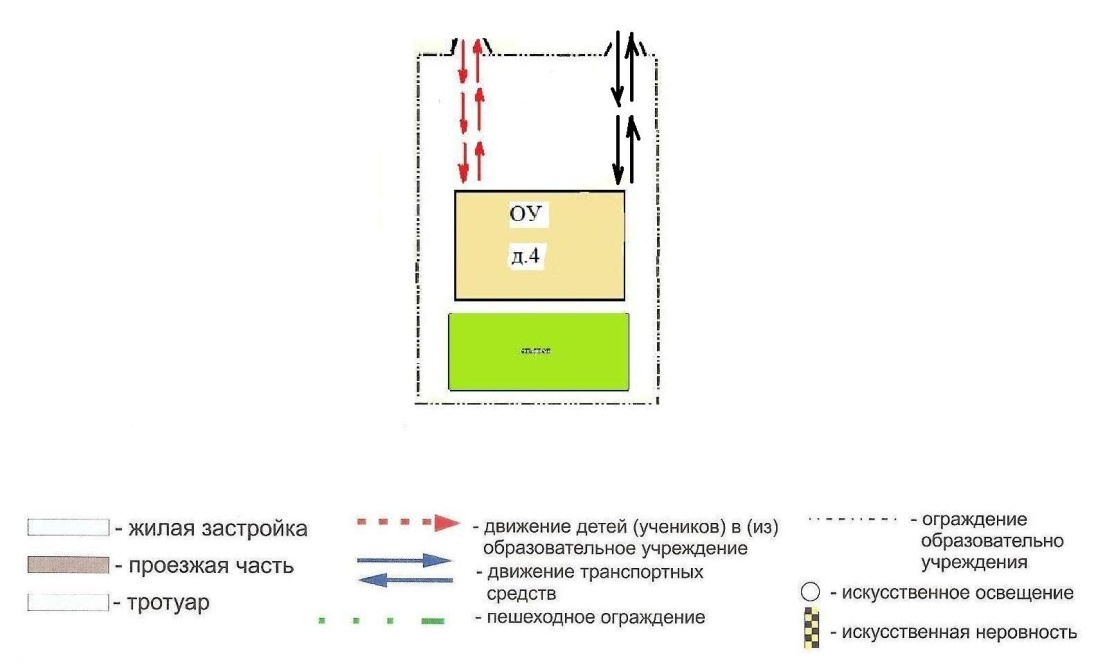 ОУ
д.4
- жилая застройка
- проезжая часть
- тротуар
- движение детей (учеников) в (из)
образовательное учреждение
- движение транспортных
средств
- пешеходное ограждение
- ограждение
образовательно
учреждения
- искусственное освещение
- искусственная неровность